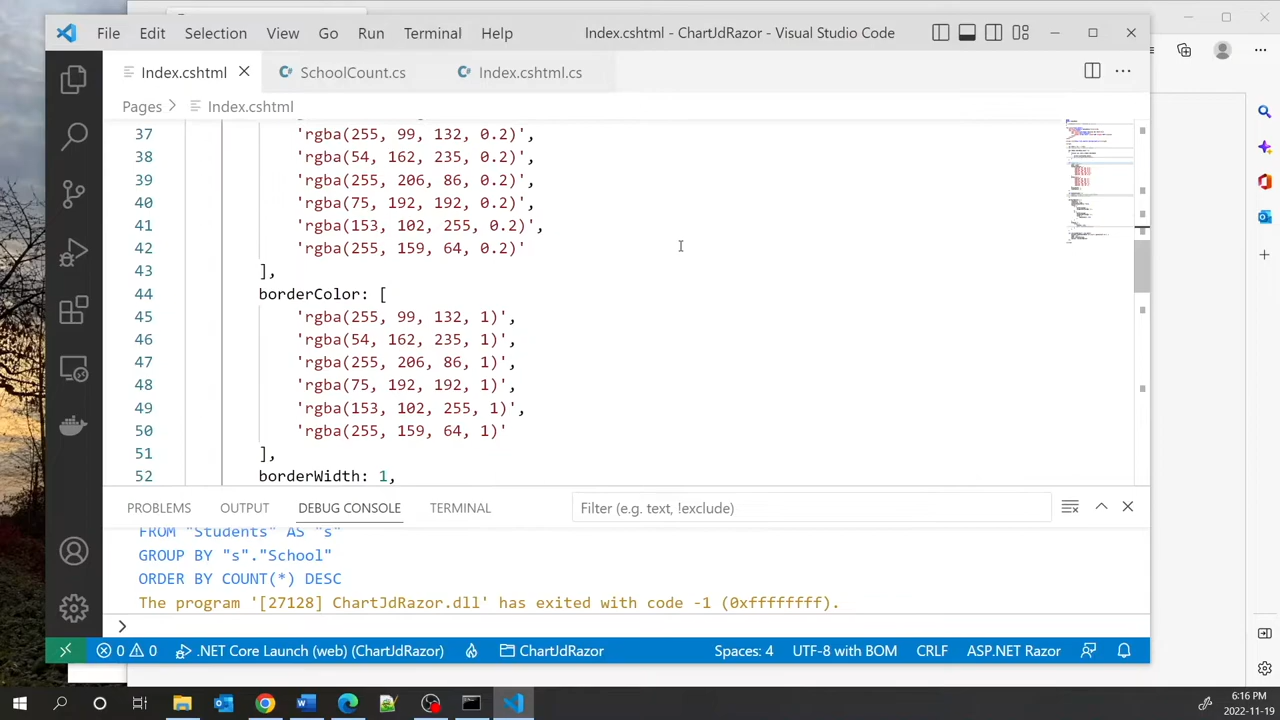 File Edit Selection View Go Run Terminal Help Index.cshtml - ChartJdRazor - Visual Studio Code
Index.cshtml SchoolCount.cs Index.cshtml.cs
Pages Index.cshtml
37 'rgba(255, 99, 132, 0.2)',
38 'rgba(54, 162, 235, 0.2)',
39 'rgba(255, 206, 86, 0.2)',
40 'rgba(75, 192, 192, 0.2)',
41 'rgba(153, 102, 255, 0.2)',
42 'rgba(255, 159, 64, 0.2)'
43 ],
44 borderColor: [
45 'rgba(255, 99, 132, 1)',
46 'rgba(54, 162, 235, 1)',
47 'rgba(255, 206, 86, 1)',
48 'rgba(75, 192, 192, 1)',
49 'rgba(153, 102, 255, 1)',
50 'rgba(255, 159, 64, 1)'
51 ],
52 borderWidth: 1,
PROBLEMS OUTPUT DEBUG CONSOLE TERMINAL Filter (e.g. text, !exclude)
FROM "Students" AS "s"
GROUP BY "s"."School"
ORDER BY COUNT(*) DESC
The program '[27128] ChartJdRazor.dll' has exited with code -1 (0xffffffff).
>
0 0 .NET Core Launch (web) (ChartJdRazor) ChartJdRazor Spaces: 4 UTF-8 with BOM CRLF ASP.NET Razor
6:16 PM
2022-11-19